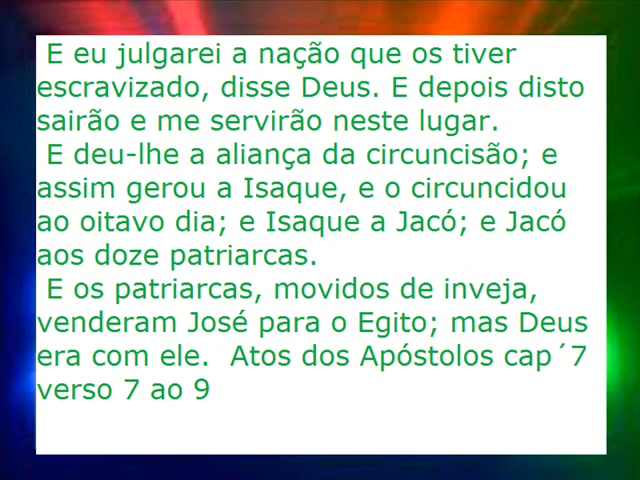 E eu julgarei a nação que os tiver
escravizado, disse Deus. E depois disto
sairão e me servirão neste lugar.
E deu-lhe a aliança da circuncisão; e
assim gerou a Isaque, e o circuncidou
ao oitavo dia; e Isaque a Jacó; e Jacó
aos doze patriarcas.
E os patriarcas, movidos de inveja,
venderam José para o Egito; mas Deus
era com ele.  Atos dos Apóstolos cap´7
verso 7 ao 9